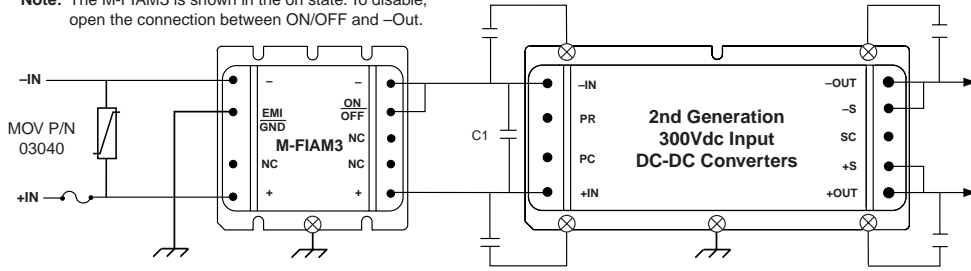 Note: The M-FIAM3 is shown in the on state. To disable,
open the connection between ON/OFF and –Out.
–IN
MOV P/N
03040
+IN
–
EMI
GND
NC
+
M-FIAM3
–
ON
OFF
NC
NC
+
C1
–IN
PR
PC
+IN
2nd Generation
300Vdc Input
DC-DC Converters
–OUT
–S
SC
+S
+OUT